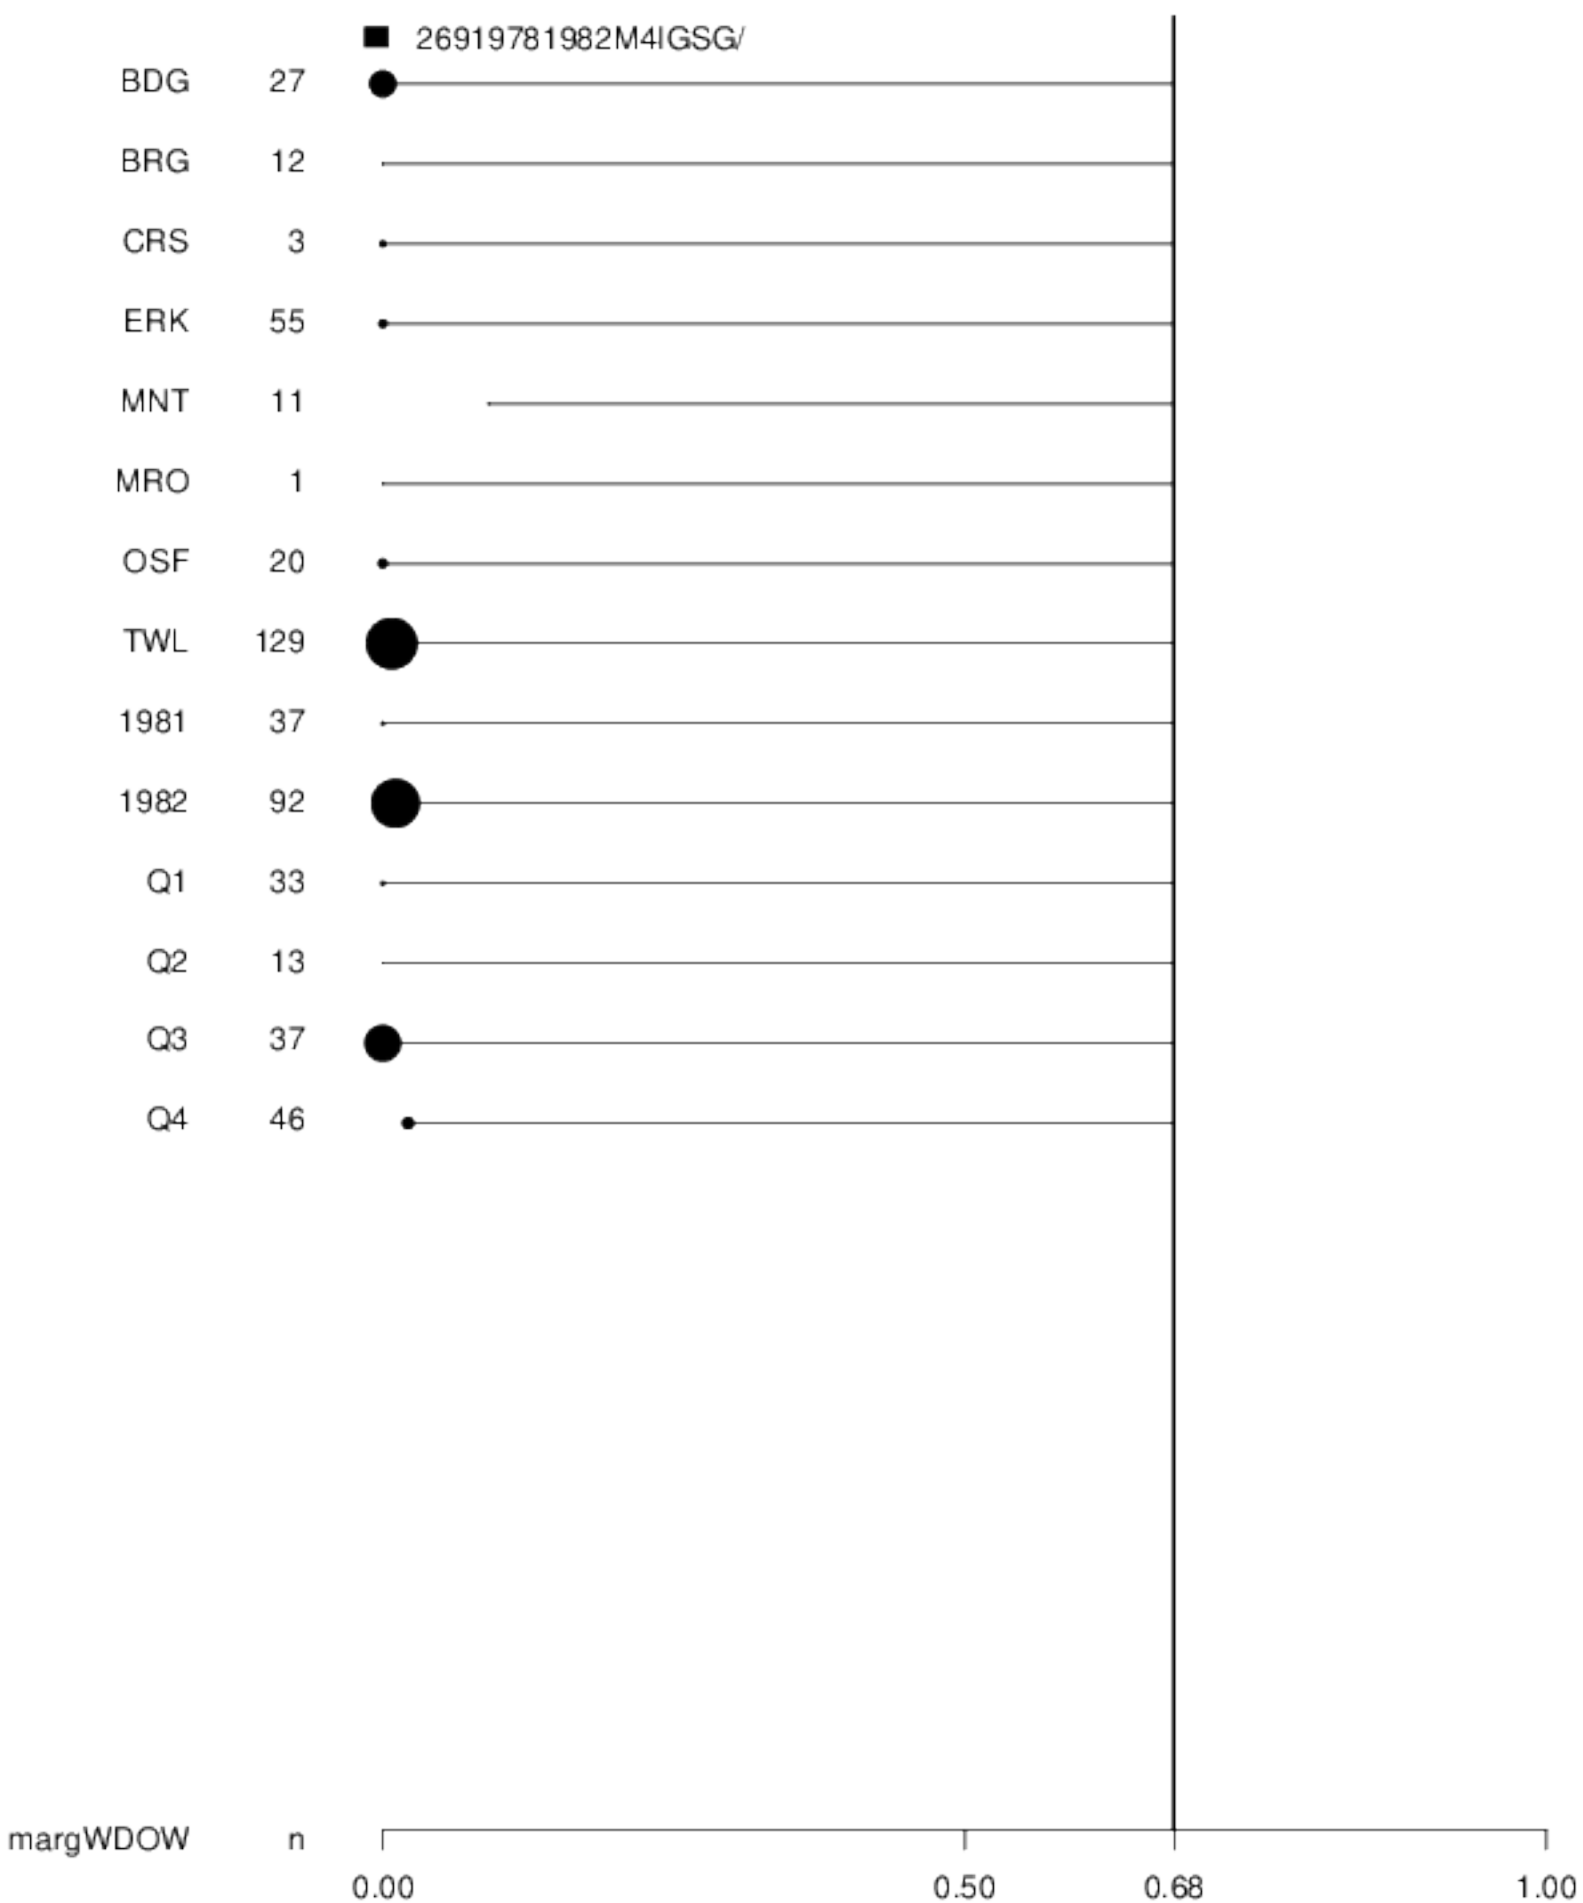 26919781982M4IGSG/
BDG 27
BRG 12
CRS 3
ERK 55
MNT 11
MRO 1
OSF 20
TWL 129
1981 37
1982 92
Q1 33
Q2 13
Q3 37
Q4 46
margWDOW n
0.00 0.50 0.68 1.00